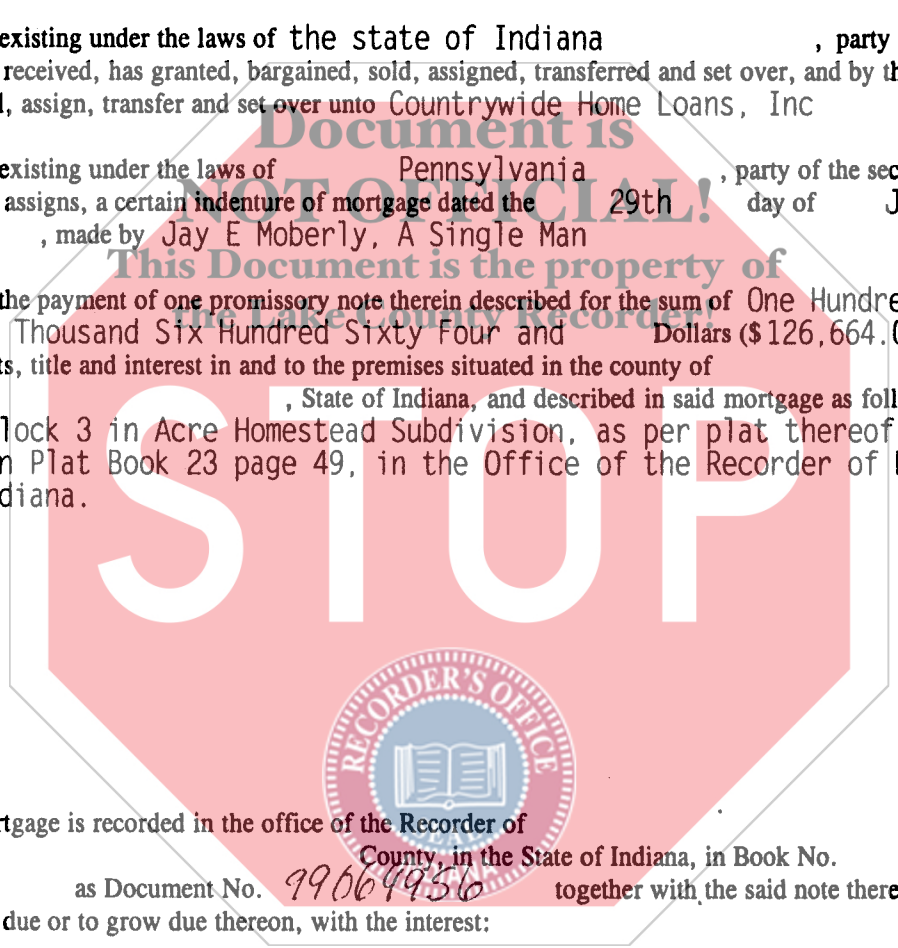 existing under the laws of the state of Indiana , party
received, has granted, bargained, sold, assigned, transferred and set over, and by th
, assign, transfer and set over unto Countrywide Home Loans, Inc
Document is
existing under the laws of Pennsylvania , party of the sec
NOT OFFICIAL!
assigns, a certain indenture of mortgage dated the 29th day of J
, made by Jay E Moberly, A Single Man
This Document is the property of
the payment of one promissory note therein described for the sum of One Hundre
the Lake County Recorder!
Thousand Six Hundred Sixty Four and Dollars ($ 126,664.0
ts, title and interest in and to the premises situated in the county of
, State of Indiana, and described in said mortgage as foll
lock 3 in Acre Homestead Subdivision, as per plat thereof
n Plat Book 23 page 49, in the Office of the Recorder of
diana.
STOP
RECORDER'S OFFICE
rtgage is recorded in the office of the Recorder of
SEAL
County, in the State of Indiana, in Book No.
as Document No. 99664956 together with the said note there
due or to grow due thereon, with the interest: